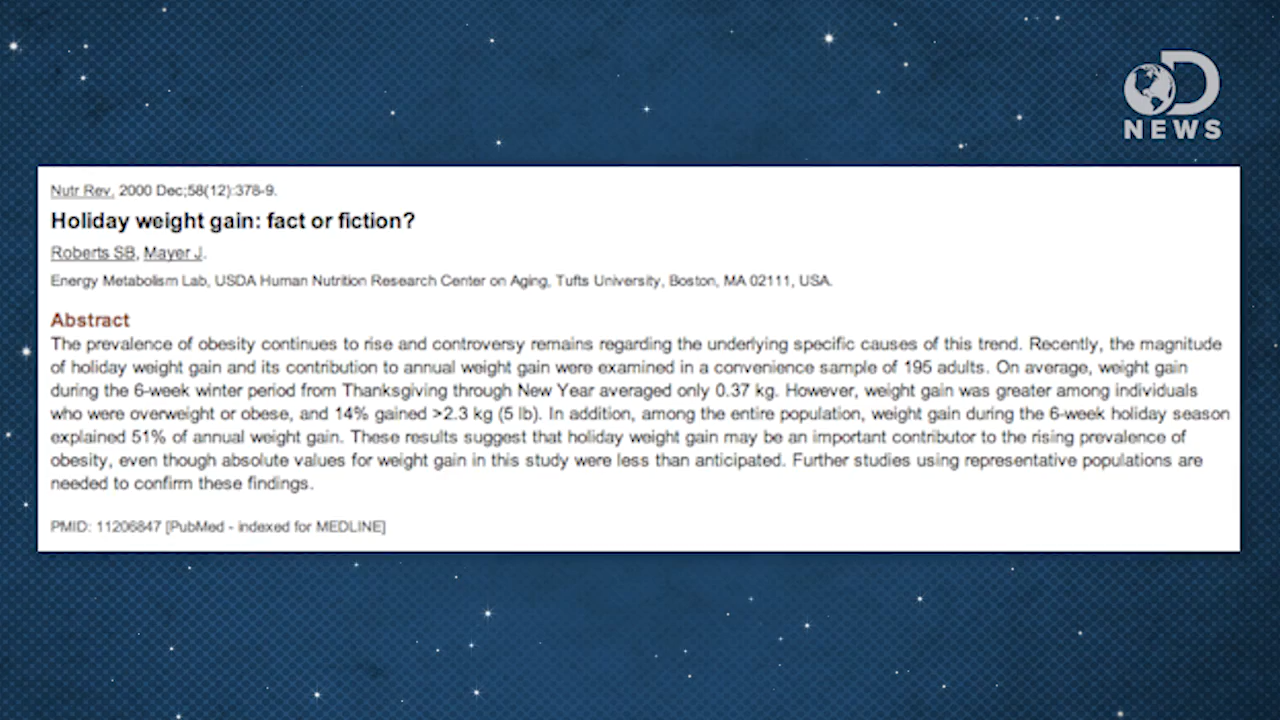 D
NEWS
Nutr Rev. 2000 Dec;58(12):378-9.
Holiday weight gain: fact or fiction?
Roberts SB, Mayer J.
Energy Metabolism Lab, USDA Human Nutrition Research Center on Aging, Tufts University, Boston, MA 02111, USA.
Abstract
The prevalence of obesity continues to rise and controversy remains regarding the underlying specific causes of this trend. Recently, the magnitude
of holiday weight gain and its contribution to annual weight gain were examined in a convenience sample of 195 adults. On average, weight gain
during the 6-week winter period from Thanksgiving through New Year averaged only 0.37 kg. However, weight gain was greater among individuals
who were overweight or obese, and 14% gained >2.3 kg (5 lb). In addition, among the entire population, weight gain during the 6-week holiday season
explained 51% of annual weight gain. These results suggest that holiday weight gain may be an important contributor to the rising prevalence of
obesity, even though absolute values for weight gain in this study were less than anticipated. Further studies using representative populations are
needed to confirm these findings.
PMID: 11206847 [PubMed - indexed for MEDLINE]